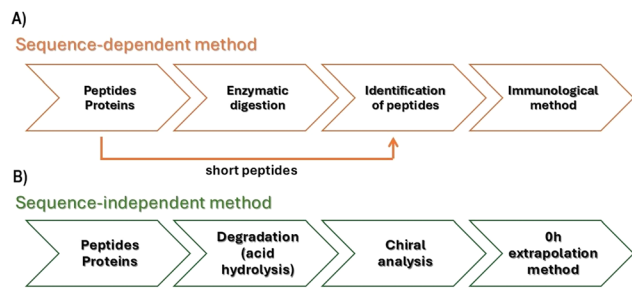 A)
Sequence-dependent method
Peptides
Proteins
Enzymatic
digestion
Identification
of peptides
Immunological
method
short peptides
B)
Sequence-independent method
Peptides
Proteins
Degradation
(acid
hydrolysis)
Chiral
analysis
0h
extrapolation
method